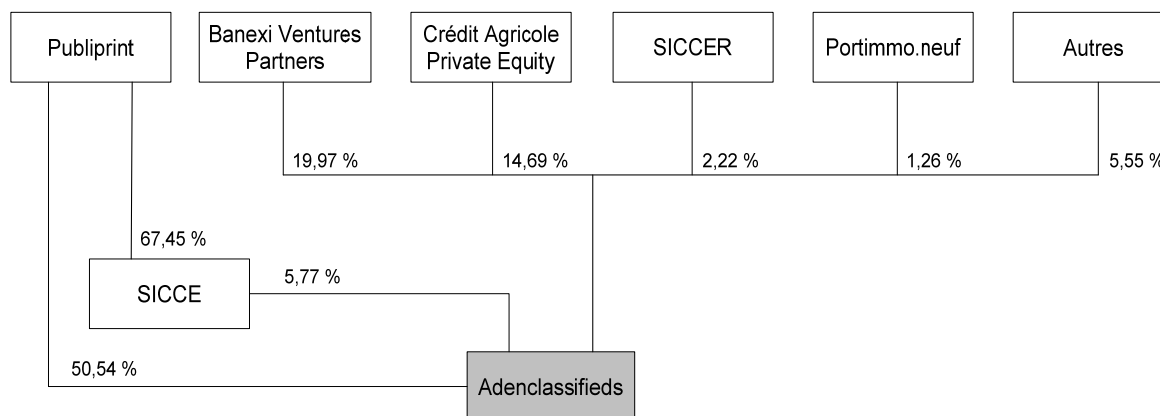 Publiprint
Banexi Ventures
Partners
Crédit Agricole
Private Equity
SICCER
Portimmo.neuf
Autres
19,97 %
14,69 %
2,22 %
1,26 %
5,55 %
67,45 %
SICCE
5,77 %
50,54 %
Adenclassifieds